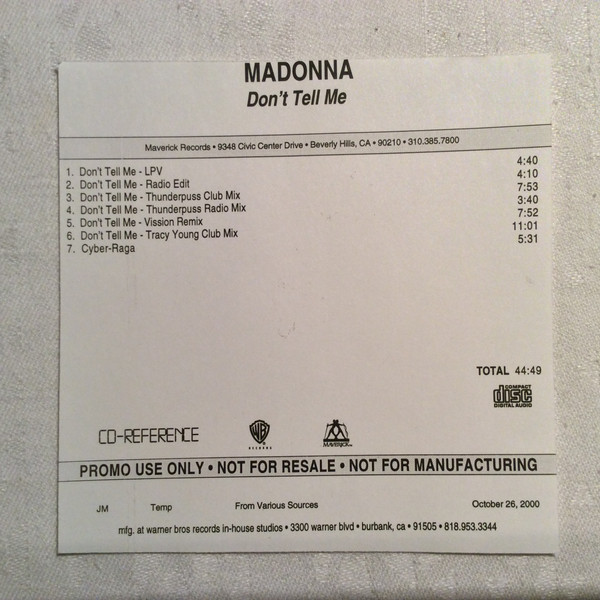 MADONNA
Don't Tell Me
Maverick Records • 9348 Civic Center Drive • Beverly Hills, CA • 90210 • 310.385.7800
1. Don't Tell Me - LPV 4:40
2. Don't Tell Me - Radio Edit 4:10
3. Don't Tell Me - Thunderpuss Club Mix 7:53
4. Don't Tell Me - Thunderpuss Radio Mix 3:40
5. Don't Tell Me - Vission Remix 7:52
6. Don't Tell Me - Tracy Young Club Mix 11:01
7. Cyber-Raga 5:31
TOTAL 44:49
COMPACT
disc
DIGITAL AUDIO
CD-REFERENCE
WB
RECORDS
MAVERICK
PROMO USE ONLY • NOT FOR RESALE • NOT FOR MANUFACTURING
JM Temp From Various Sources October 26, 2000
mfg. at warner bros records in-house studios • 3300 warner blvd • burbank, ca • 91505 • 818.953.3344